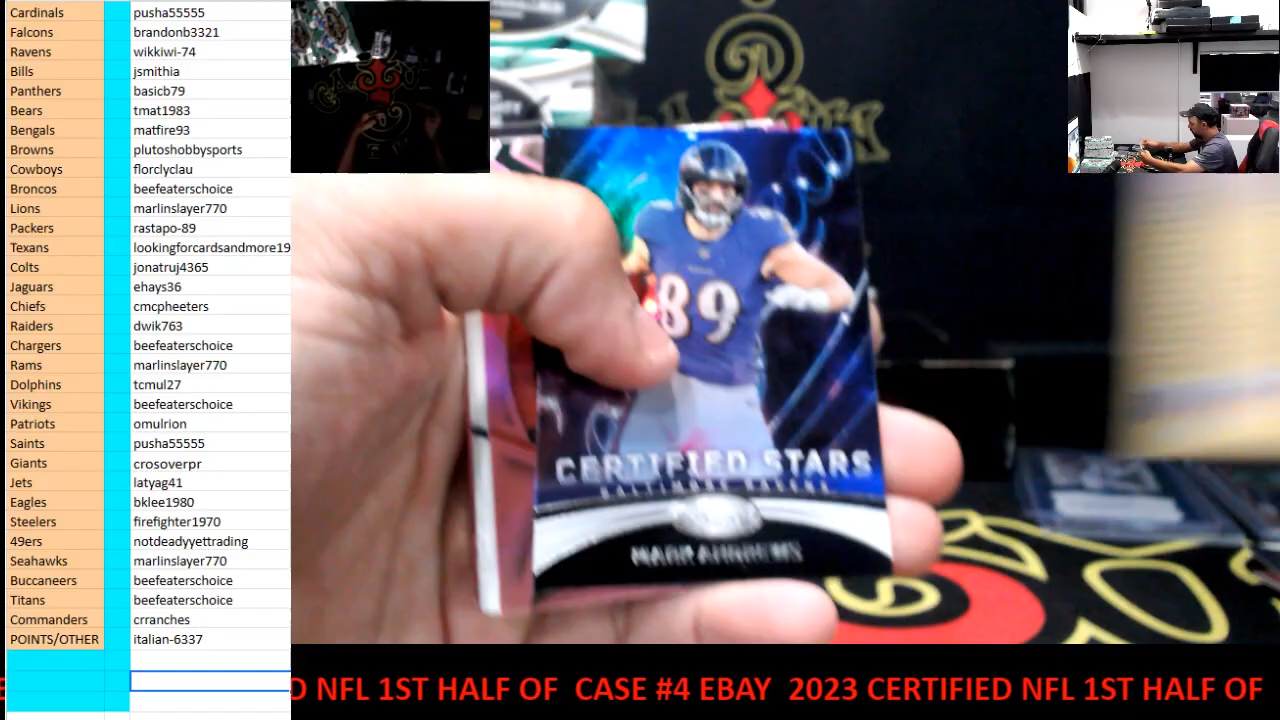 Cardinals pusha55555
Falcons brandonb3321
Ravens wikkiwi-74
Bills jsmithia
Panthers basicb79
Bears tmat1983
Bengals matfire93
Browns plutoshobbysports
Cowboys florclyclau
Broncos beefeaterschoice
Lions marlinslayer770
Packers rastapo-89
Texans lookingforcardsandmore19
Colts jonatruj4365
Jaguars ehays36
Chiefs cmcpheeters
Raiders dwik763
Chargers beefeaterschoice
Rams marlinslayer770
Dolphins tcmul27
Vikings beefeaterschoice
Patriots omulrion
Saints pusha55555
Giants crosoverpr
Jets latyag41
Eagles bklee1980
Steelers firefighter1970
49ers notdeadyyettrading
Seahawks marlinslayer770
Buccaneers beefeaterschoice
Titans beefeaterschoice
Commanders crranches
POINTS/OTHER italian-6337
89
CERTIFIED STARS
BALTIMORE RAVENS
MARK ANDREWS
D NFL 1ST HALF OF CASE #4 EBAY 2023 CERTIFIED NFL 1ST HALF OF